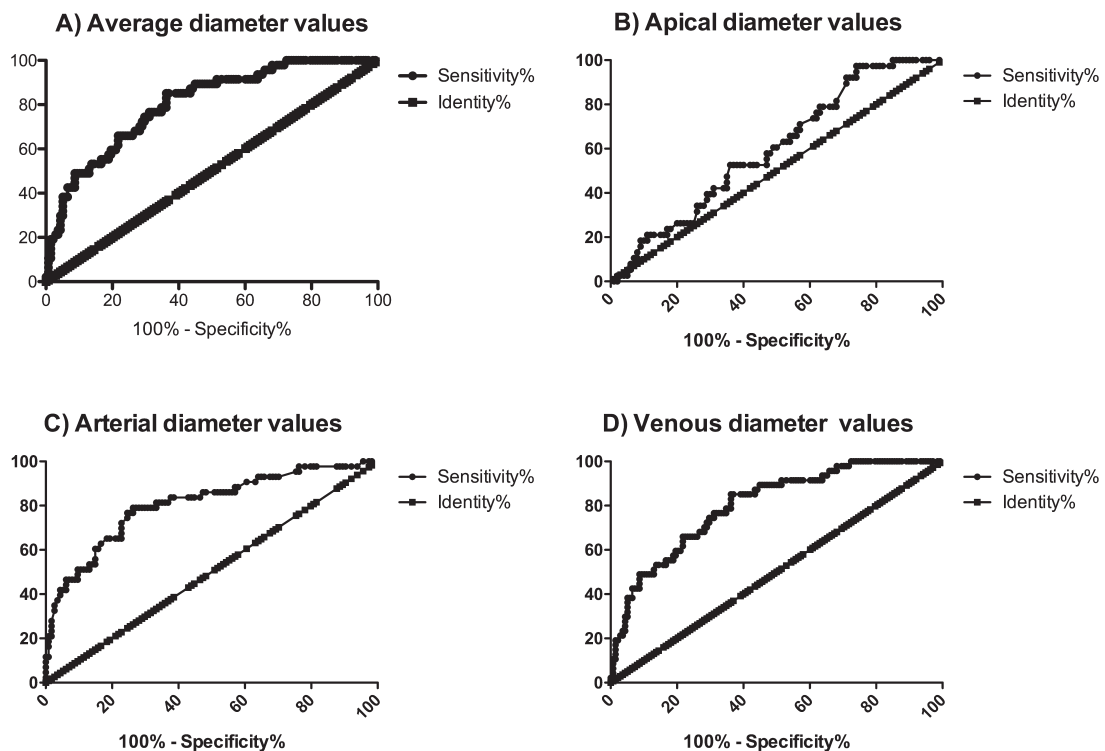 A) Average diameter values
100
80
60
40
20
0
0 20 40 60 80 100
100% - Specificity%
Sensitivity%
Identity%
B) Apical diameter values
100
80
60
40
20
0
0 20 40 60 80 100
100% - Specificity%
Sensitivity%
Identity%
C) Arterial diameter values
100
80
60
40
20
0
0 20 40 60 80 100
100% - Specificity%
Sensitivity%
Identity%
D) Venous diameter values
100
80
60
40
20
0
0 20 40 60 80 100
100% - Specificity%
Sensitivity%
Identity%